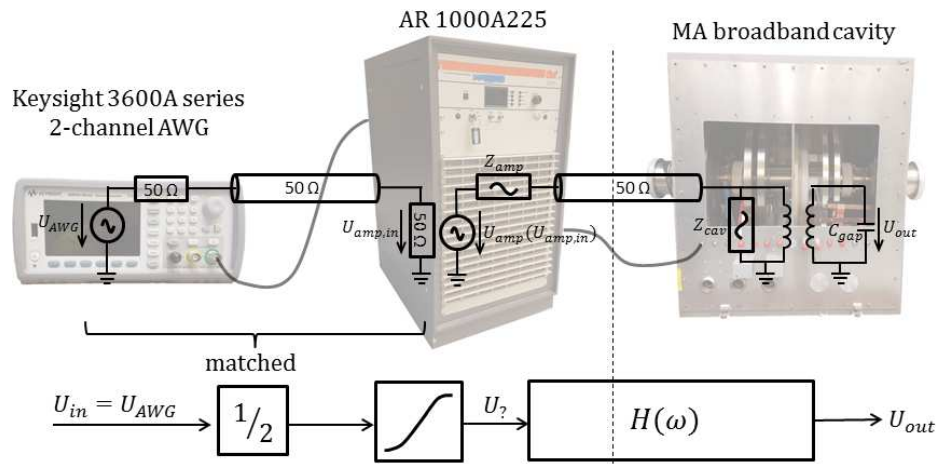 AR 1000A225
MA broadband cavity
Keysight 3600A series
2-channel AWG
50 Ω
50 Ω
Z_amp
50 Ω
U_AWG
U_amp,in
50 Ω
U_amp(U_amp,in)
Z_cav
C_gap
U_out
matched
U_in = U_AWG
1/2
U_?
H(ω)
U_out